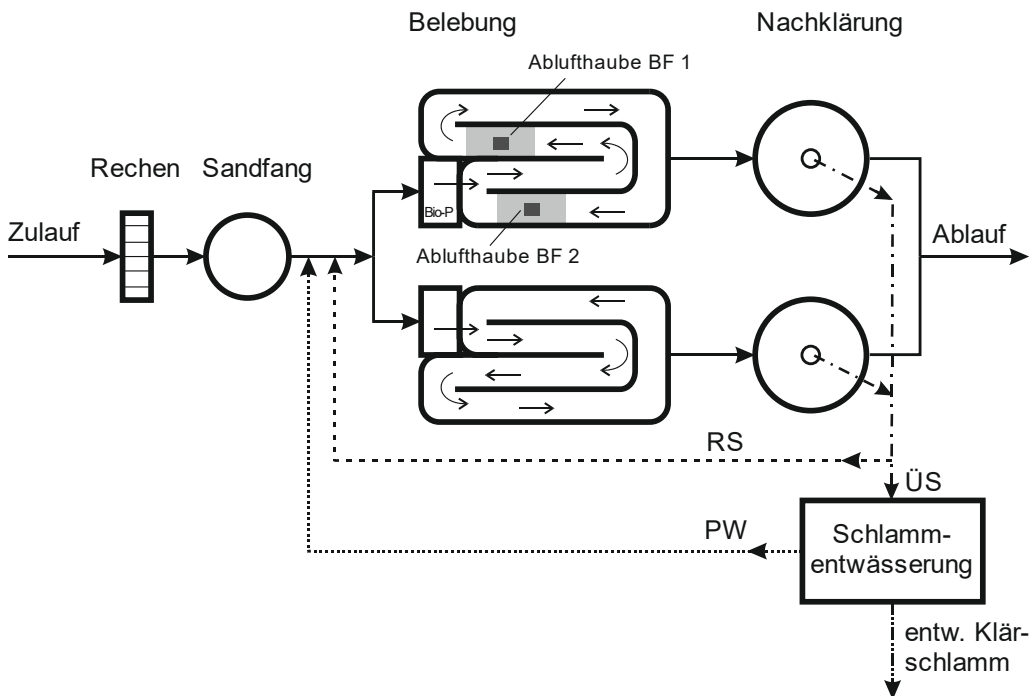 Belebung
Nachklärung
Ablufthaube BF 1
Rechen
Sandfang
Bio-P
Zulauf
Ablauf
Ablufthaube BF 2
RS
ÜS
PW
Schlamm-
entwässerung
entw. Klär-
schlamm